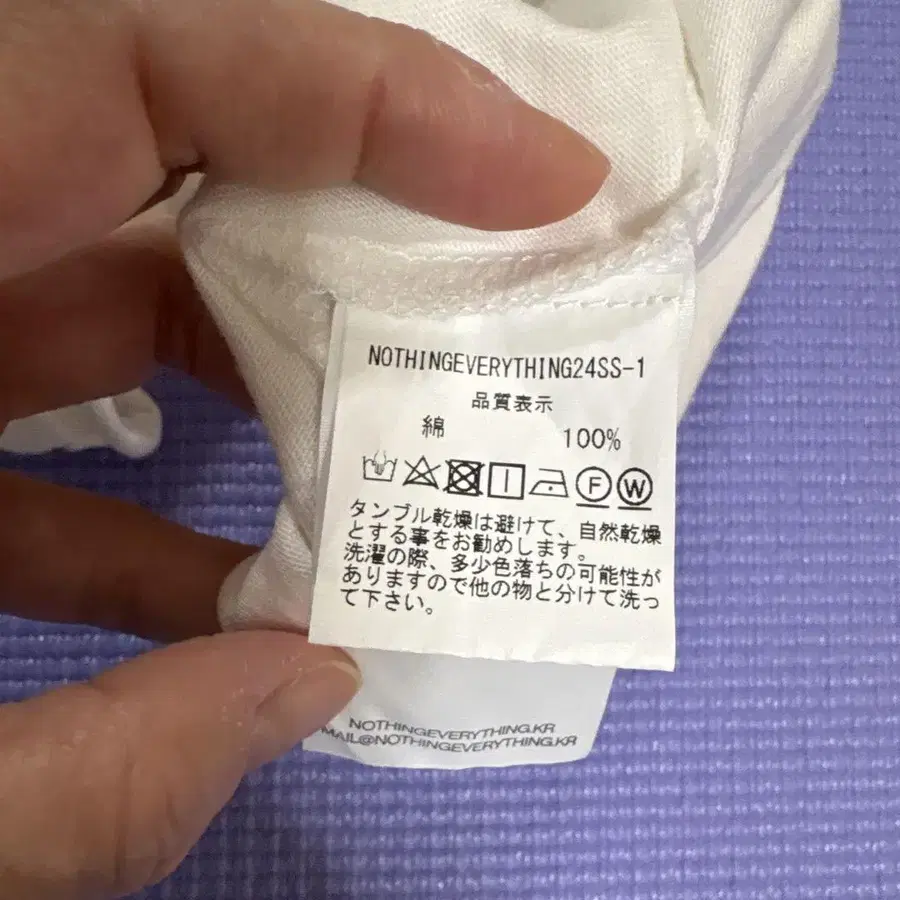 NOTHINGEVERYTHING24SS-1
品質表示
綿 100%
F W
タンブル乾燥は避けて、自然乾燥
とする事をお勧めします。
洗濯の際、多少色落ちの可能性が
ありますので他の物と分けて洗っ
て下さい。
NOTHINGEVERYTHING.KR
MAIL@NOTHINGEVERYTHING.KR